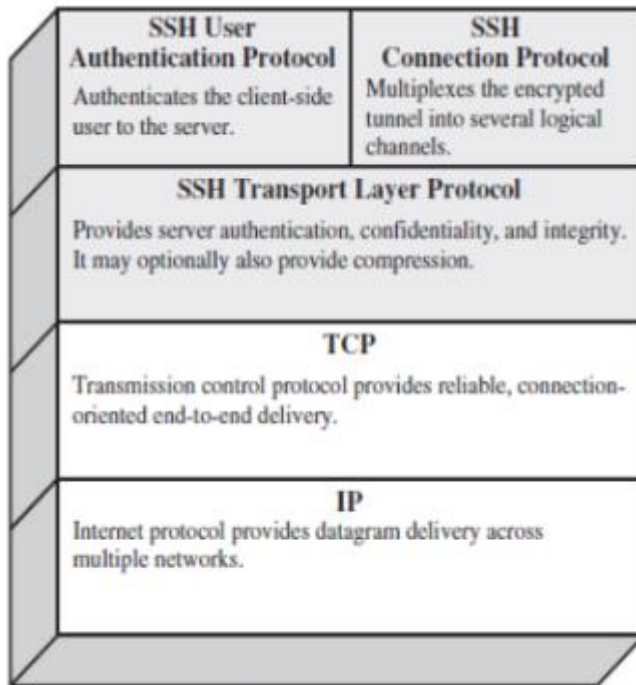 SSH User
Authentication Protocol
Authenticates the client-side
user to the server.
SSH
Connection Protocol
Multiplexes the encrypted
tunnel into several logical
channels.
SSH Transport Layer Protocol
Provides server authentication, confidentiality, and integrity.
It may optionally also provide compression.
TCP
Transmission control protocol provides reliable, connection-
oriented end-to-end delivery.
IP
Internet protocol provides datagram delivery across
multiple networks.